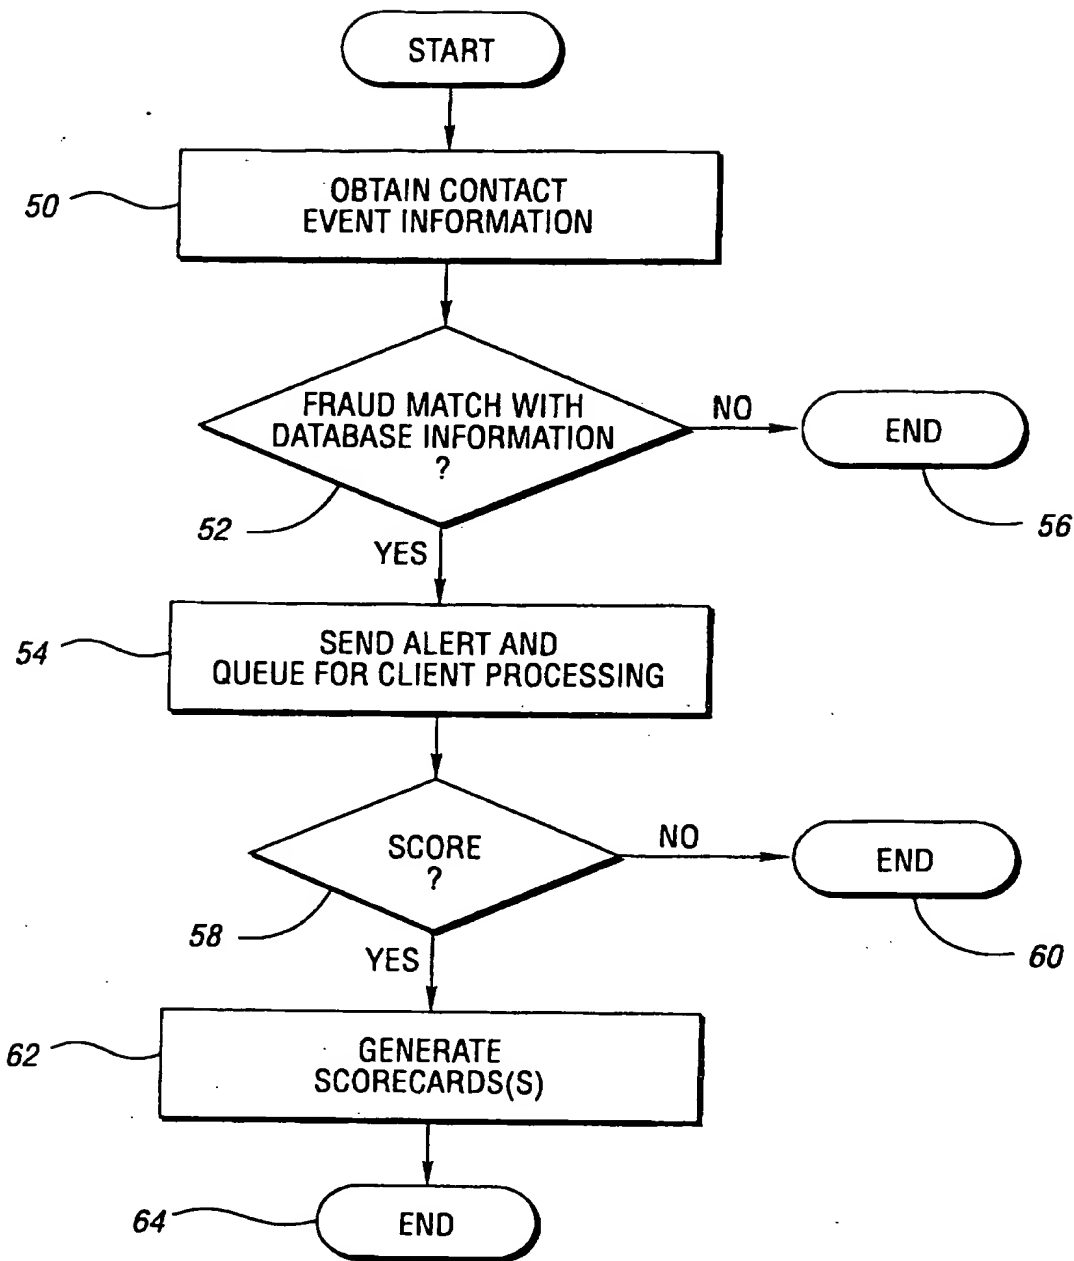 START
50
OBTAIN CONTACT
EVENT INFORMATION
FRAUD MATCH WITH
DATABASE INFORMATION
?
NO
END
52
56
YES
54
SEND ALERT AND
QUEUE FOR CLIENT PROCESSING
SCORE
?
NO
END
58
60
YES
62
GENERATE
SCORECARDS(S)
64
END